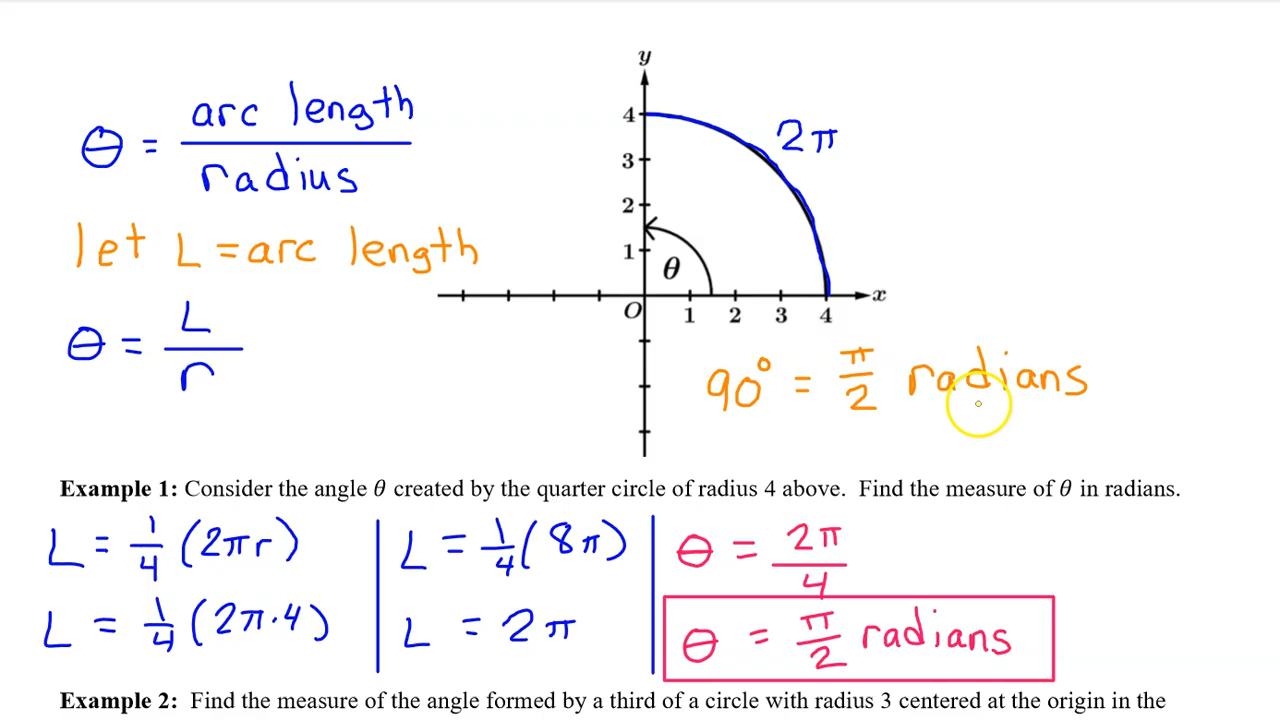 θ = arc length / radius
let L = arc length
θ = L / r
y
4
3
2
1
θ
O
1 2 3 4
x
2π
90° = π/2 radians
Example 1: Consider the angle θ created by the quarter circle of radius 4 above. Find the measure of θ in radians.
L = 1/4 (2πr)
L = 1/4 (2π·4)
L = 1/4 (8π)
L = 2π
θ = 2π/4
θ = π/2 radians
Example 2: Find the measure of the angle formed by a third of a circle with radius 3 centered at the origin in the